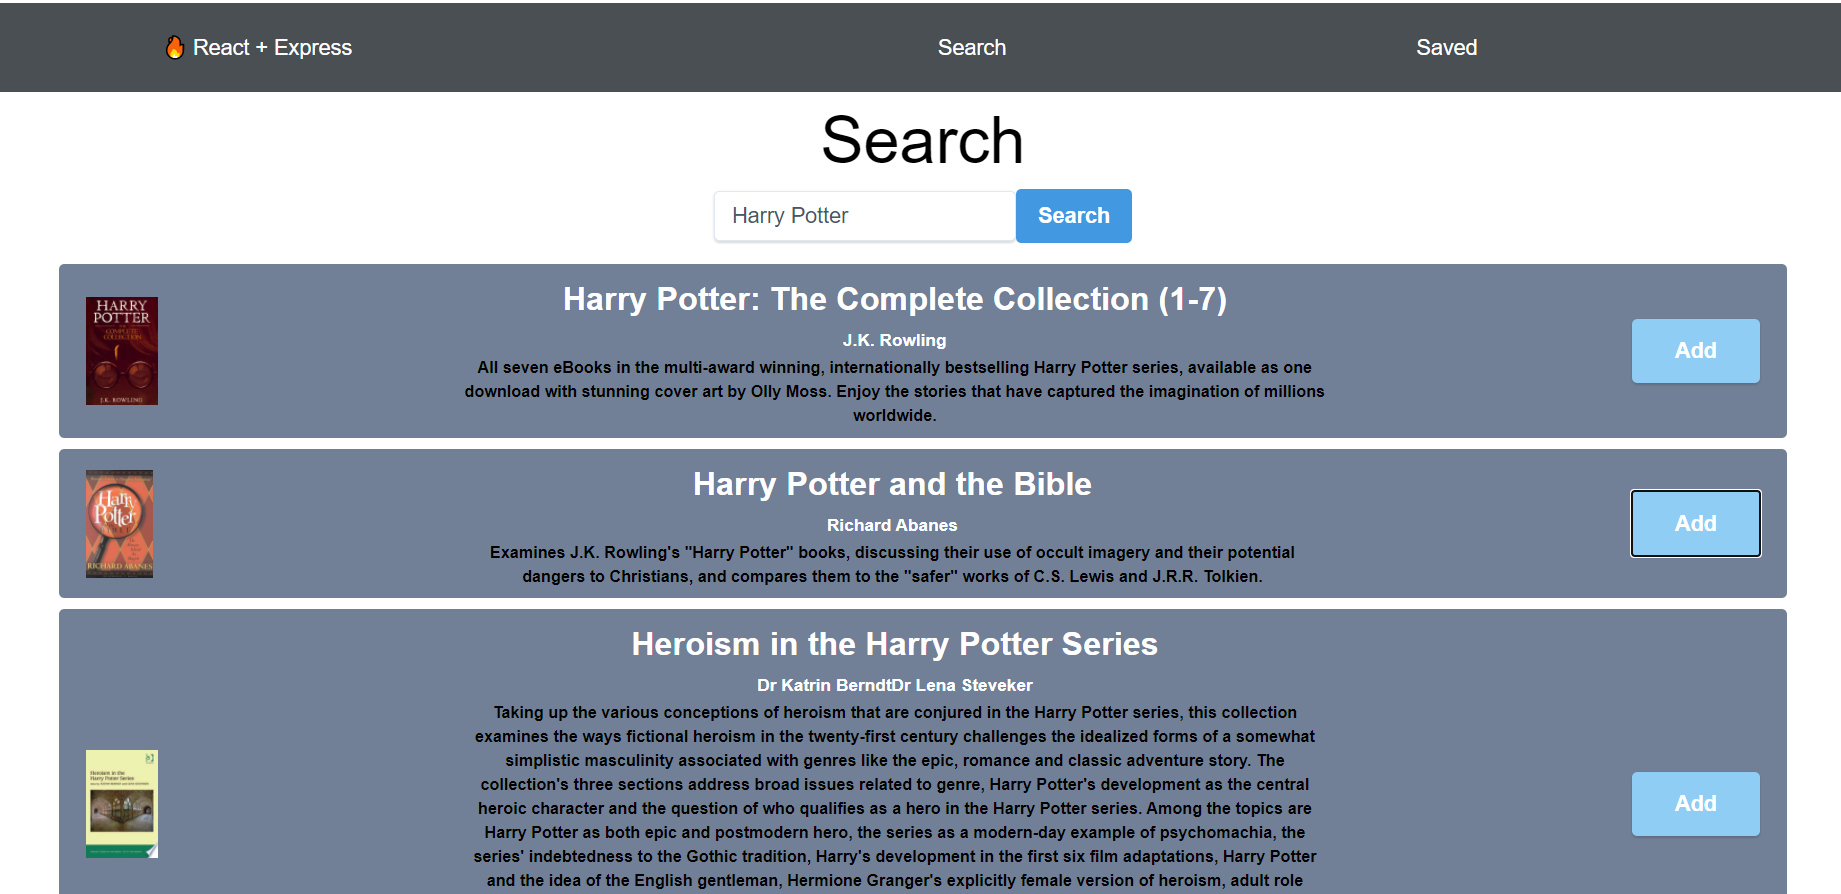 React + Express
Search
Saved
Search
Harry Potter
Search
HARRY
POTTER
COMPLETE
COLLECTION
J.K. ROWLING
Harry Potter: The Complete Collection (1-7)
J.K. Rowling
All seven eBooks in the multi-award winning, internationally bestselling Harry Potter series, available as one
download with stunning cover art by Olly Moss. Enjoy the stories that have captured the imagination of millions
worldwide.
Add
Harry
Potter
RICHARD ABANES
Harry Potter and the Bible
Richard Abanes
Examines J.K. Rowling's "Harry Potter" books, discussing their use of occult imagery and their potential
dangers to Christians, and compares them to the "safer" works of C.S. Lewis and J.R.R. Tolkien.
Add
Heroism in the
Harry Potter Series
Heroism in the Harry Potter Series
Dr Katrin BerndtDr Lena Steveker
Taking up the various conceptions of heroism that are conjured in the Harry Potter series, this collection
examines the ways fictional heroism in the twenty-first century challenges the idealized forms of a somewhat
simplistic masculinity associated with genres like the epic, romance and classic adventure story. The
collection's three sections address broad issues related to genre, Harry Potter's development as the central
heroic character and the question of who qualifies as a hero in the Harry Potter series. Among the topics are
Harry Potter as both epic and postmodern hero, the series as a modern-day example of psychomachia, the
series' indebtedness to the Gothic tradition, Harry's development in the first six film adaptations, Harry Potter
and the idea of the English gentleman, Hermione Granger's explicitly female version of heroism, adult role
Add